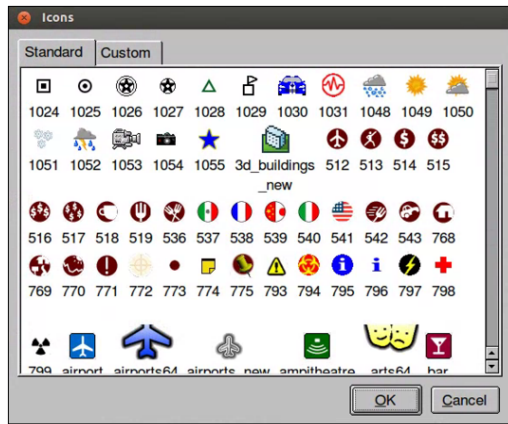 Icons
Standard Custom
1024 1025 1026 1027 1028 1029 1030 1031 1048 1049 1050
1051 1052 1053 1054 1055 3d_buildings 512 513 514 515
_new
516 517 518 519 536 537 538 539 540 541 542 543 768
769 770 771 772 773 774 775 793 794 795 796 797 798
799 airport airports64 airports_new ampitheatre arts64 bar
OK Cancel